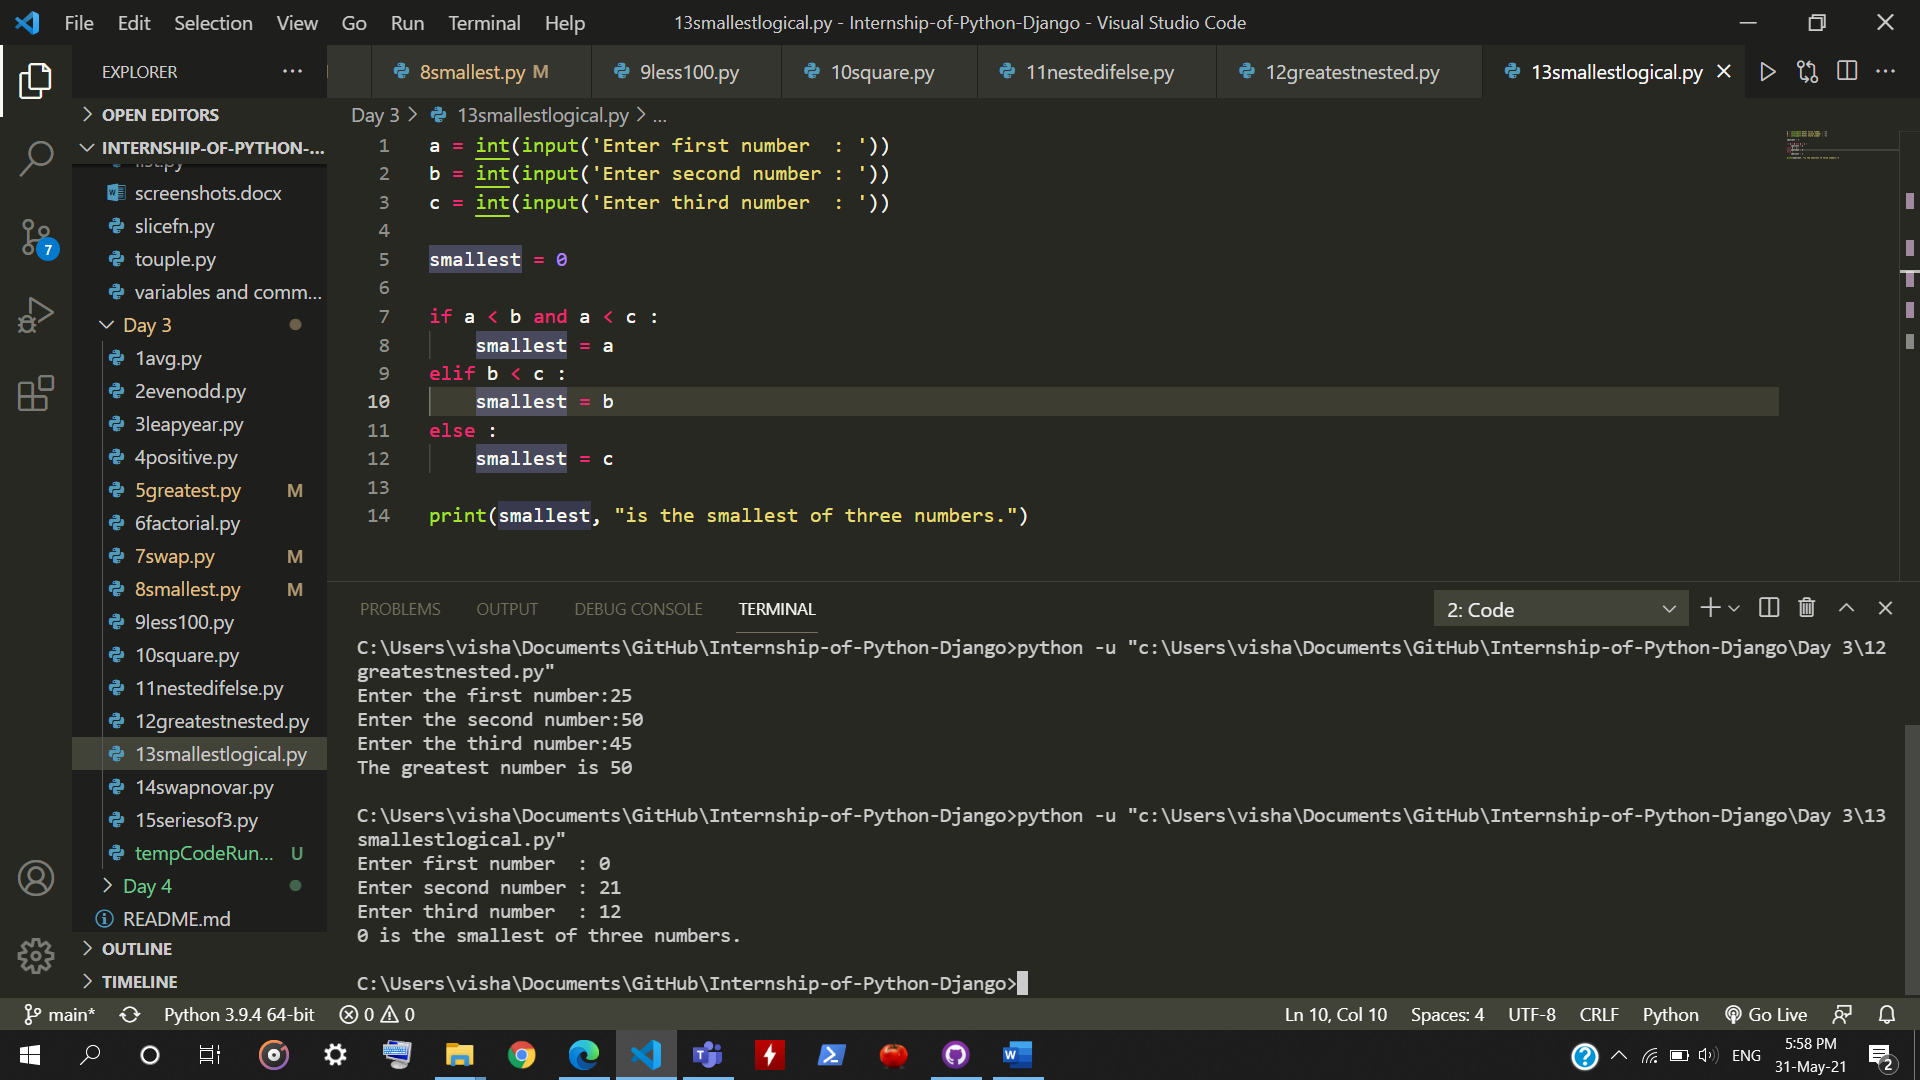 File Edit Selection View Go Run Terminal Help
13smallestlogical.py - Internship-of-Python-Django - Visual Studio Code
EXPLORER
8smallest.py M
9less100.py
10square.py
11nestedifelse.py
12greatestnested.py
13smallestlogical.py
OPEN EDITORS
INTERNSHIP-OF-PYTHON-...
list.py
screenshots.docx
slicefn.py
touple.py
variables and comm...
Day 3
1avg.py
2evenodd.py
3leapyear.py
4positive.py
5greatest.py M
6factorial.py
7swap.py M
8smallest.py M
9less100.py
10square.py
11nestedifelse.py
12greatestnested.py
13smallestlogical.py
14swapnovar.py
15seriesof3.py
tempCodeRun... U
Day 4
README.md
OUTLINE
TIMELINE
7
Day 3 > 13smallestlogical.py > ...
1 a = int(input('Enter first number  : '))
2 b = int(input('Enter second number : '))
3 c = int(input('Enter third number  : '))
4
5 smallest = 0
6
7 if a < b and a < c :
8     smallest = a
9 elif b < c :
10     smallest = b
11 else :
12     smallest = c
13
14 print(smallest, "is the smallest of three numbers.")
PROBLEMS OUTPUT DEBUG CONSOLE TERMINAL
2: Code
C:\Users\visha\Documents\GitHub\Internship-of-Python-Django>python -u "c:\Users\visha\Documents\GitHub\Internship-of-Python-Django\Day 3\12
greatestnested.py"
Enter the first number:25
Enter the second number:50
Enter the third number:45
The greatest number is 50
C:\Users\visha\Documents\GitHub\Internship-of-Python-Django>python -u "c:\Users\visha\Documents\GitHub\Internship-of-Python-Django\Day 3\13
smallestlogical.py"
Enter first number  : 0
Enter second number : 21
Enter third number  : 12
0 is the smallest of three numbers.
C:\Users\visha\Documents\GitHub\Internship-of-Python-Django>
main* Python 3.9.4 64-bit 0 0
Ln 10, Col 10 Spaces: 4 UTF-8 CRLF Python Go Live
ENG
5:58 PM
31-May-21
2